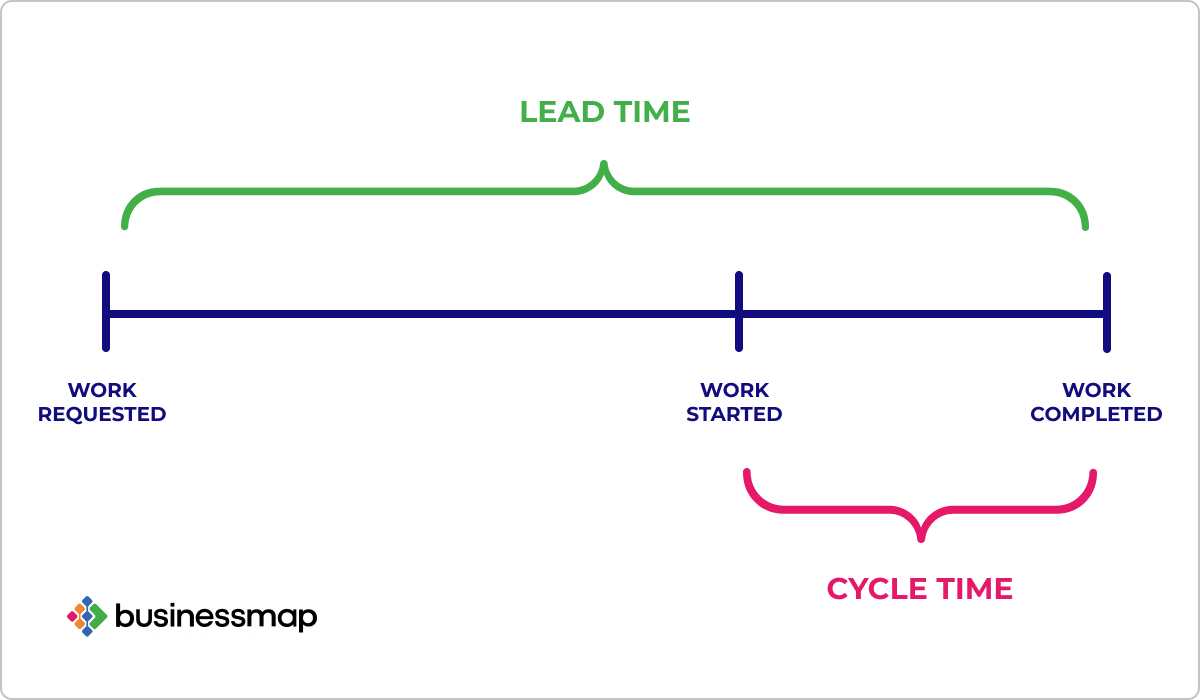 LEAD TIME
WORK
REQUESTED
WORK
STARTED
WORK
COMPLETED
CYCLE TIME
businessmap